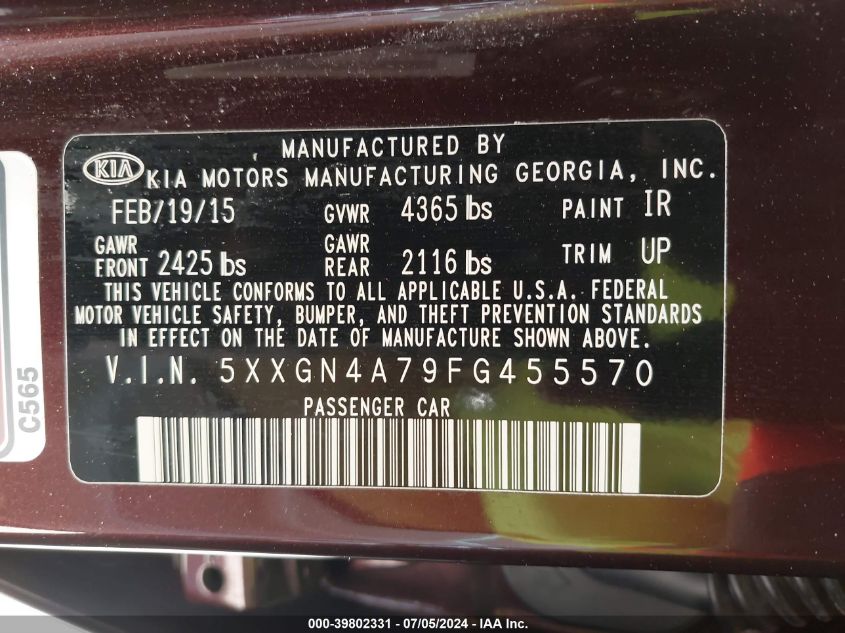 MANUFACTURED BY
KIA KIA MOTORS MANUFACTURING GEORGIA, INC.
FEB/19/15 GVWR 4365 lbs PAINT IR
GAWR FRONT 2425 lbs GAWR REAR 2116 lbs TRIM UP
THIS VEHICLE CONFORMS TO ALL APPLICABLE U.S.A. FEDERAL
MOTOR VEHICLE SAFETY, BUMPER, AND THEFT PREVENTION STANDARDS
IN EFFECT ON THE DATE OF MANUFACTURE SHOWN ABOVE.
V.I.N. 5XXGN4A79FG455570
PASSENGER CAR
C565
000-39802331 - 07/05/2024 - IAA Inc.